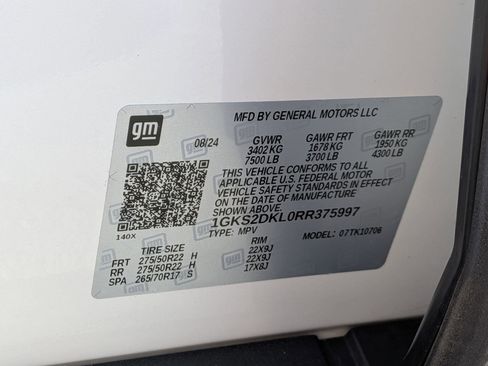 gm
MFD BY GENERAL MOTORS LLC
08/24 GVWR GAWR FRT GAWR RR
3402 KG 1678 KG 1950 KG
7500 LB 3700 LB 4300 LB
THIS VEHICLE CONFORMS TO ALL
APPLICABLE U.S. FEDERAL MOTOR
VEHICLE SAFETY STANDARDS IN EFFECT
ON THE DATE OF MANUFACTURE
SHOWN ABOVE.
1GKS2DKL0RR375997
140X TYPE: MPV MODEL: 07TK10706
TIRE SIZE RIM
FRT 275/50R22 H 22X9J
RR 275/50R22 H 22X9J
SPA 265/70R17 S 17X8J